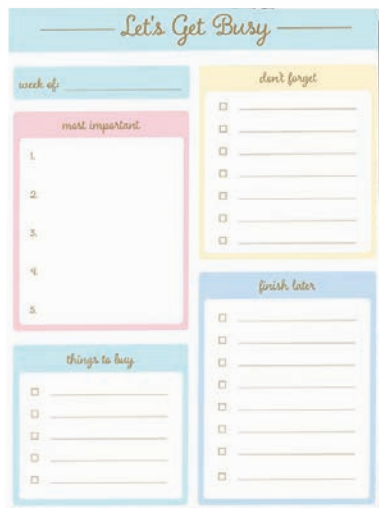 Let's Get Busy
week of:
most important
1.
2.
3.
4.
5.
things to buy
don't forget
finish later